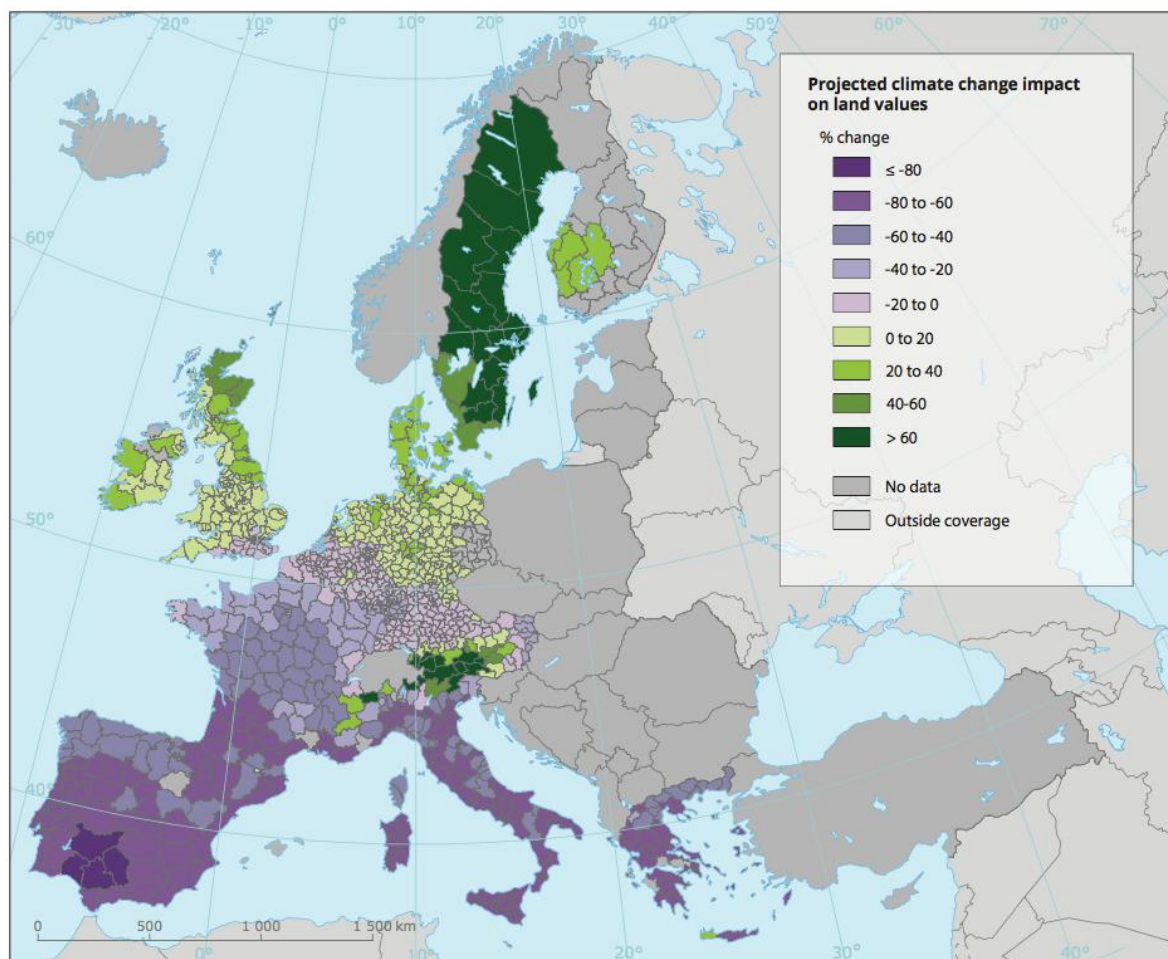 -30° -20° -10° 0° 10° 20° 30° 40° 50° 60° 70°
Projected climate change impact
on land values
% change
≤ -80
-80 to -60
-60 to -40
-40 to -20
-20 to 0
0 to 20
20 to 40
40-60
> 60
No data
Outside coverage
60°
50°
40°
0 500 1 000 1 500 km
0° 10° 20° 30° 40°